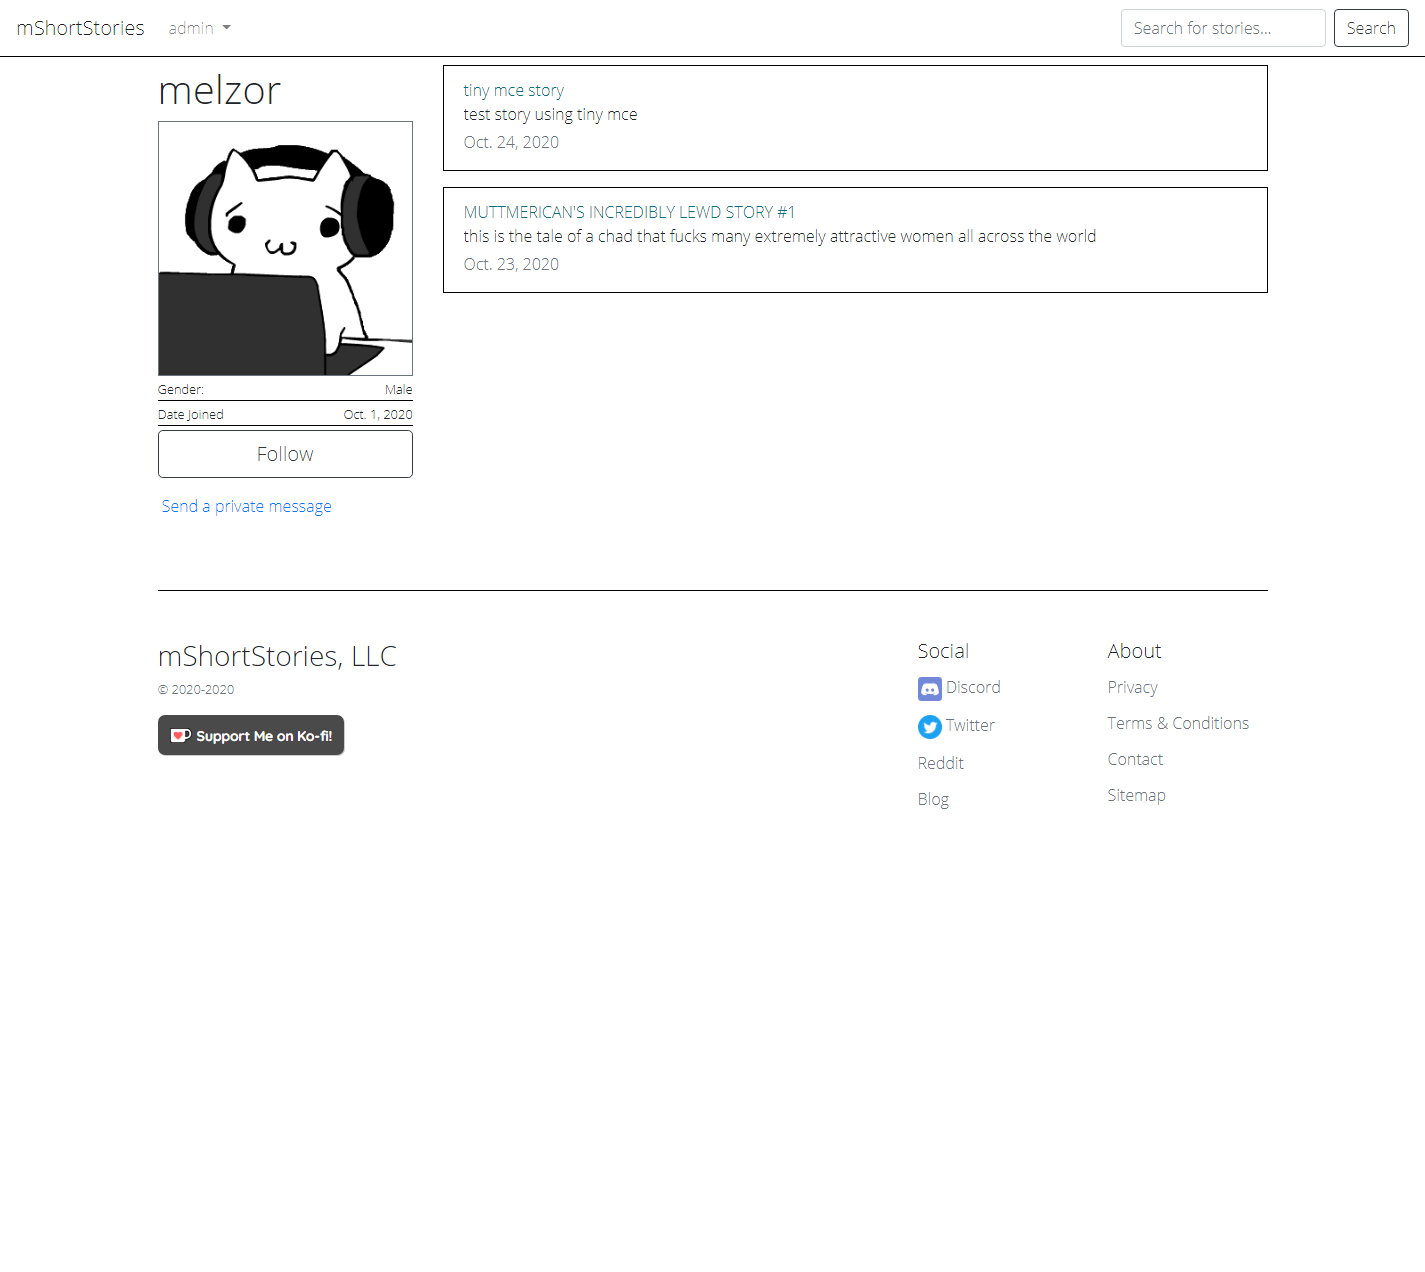 mShortStories admin Search for stories... Search
melzor
Gender: Male
Date Joined Oct. 1, 2020
Follow
Send a private message
tiny mce story
test story using tiny mce
Oct. 24, 2020
MUTTMERICAN'S INCREDIBLY LEWD STORY #1
this is the tale of a chad that fucks many extremely attractive women all across the world
Oct. 23, 2020
mShortStories, LLC
© 2020-2020
Support Me on Ko-fi!
Social
Discord
Twitter
Reddit
Blog
About
Privacy
Terms & Conditions
Contact
Sitemap